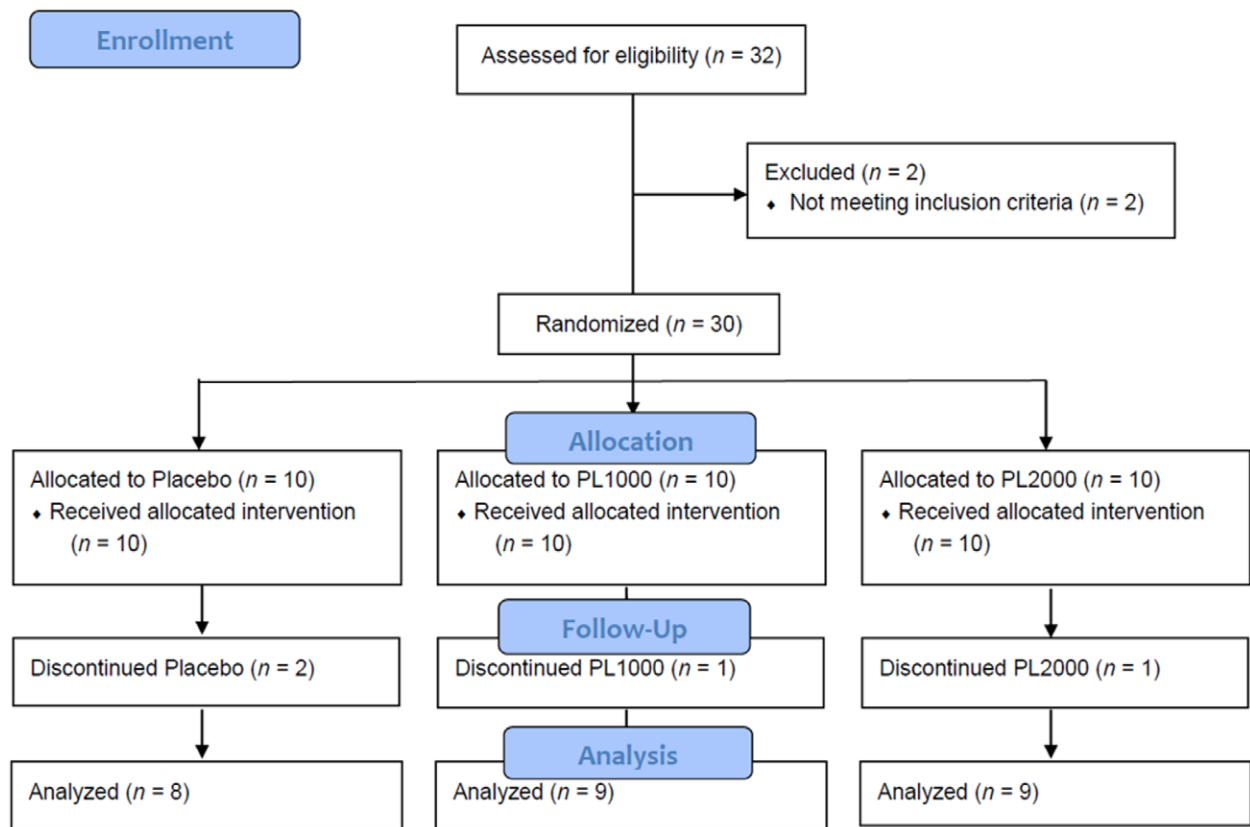 Enrollment
Assessed for eligibility (n = 32)
Excluded (n = 2)
⬧ Not meeting inclusion criteria (n = 2)
Randomized (n = 30)
Allocation
Allocated to Placebo (n = 10)
⬧ Received allocated intervention
(n = 10)
Allocated to PL1000 (n = 10)
⬧ Received allocated intervention
(n = 10)
Allocated to PL2000 (n = 10)
⬧ Received allocated intervention
(n = 10)
Follow-Up
Discontinued Placebo (n = 2)
Discontinued PL1000 (n = 1)
Discontinued PL2000 (n = 1)
Analysis
Analyzed (n = 8)
Analyzed (n = 9)
Analyzed (n = 9)